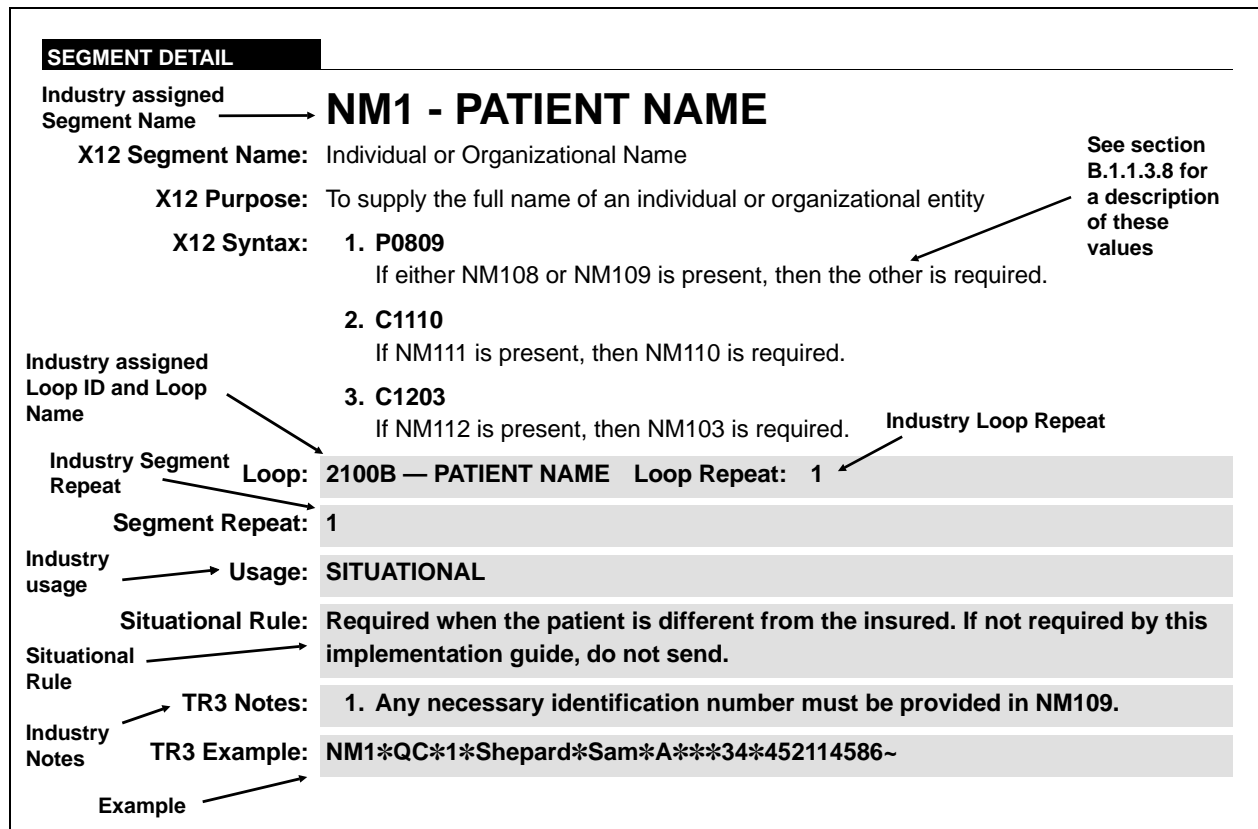 SEGMENT DETAIL
Industry assigned
Segment Name
NM1 - PATIENT NAME
X12 Segment Name: Individual or Organizational Name
See section
B.1.1.3.8 for
a description
of these
values
X12 Purpose: To supply the full name of an individual or organizational entity
X12 Syntax: 1. P0809
If either NM108 or NM109 is present, then the other is required.
2. C1110
If NM111 is present, then NM110 is required.
Industry assigned
Loop ID and Loop
Name
3. C1203
If NM112 is present, then NM103 is required.
Industry Loop Repeat
Industry Segment
Repeat
Loop: 2100B — PATIENT NAME Loop Repeat: 1
Segment Repeat: 1
Industry
usage
Usage: SITUATIONAL
Situational Rule: Required when the patient is different from the insured. If not required by this
implementation guide, do not send.
Situational
Rule
TR3 Notes: 1. Any necessary identification number must be provided in NM109.
Industry
Notes
TR3 Example: NM1✽QC✽1✽Shepard✽Sam✽A✽✽✽34✽452114586~
Example